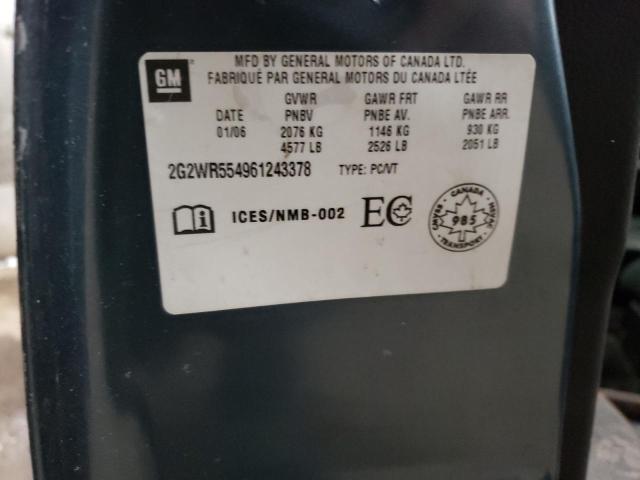 GM
MFD BY GENERAL MOTORS OF CANADA LTD.
FABRIQUÉ PAR GENERAL MOTORS DU CANADA LTÉE
GVWR GAWR FRT GAWR RR
DATE PNBV PNBE AV. PNBE ARR.
01/06 2076 KG 1146 KG 930 KG
4577 LB 2526 LB 2051 LB
2G2WR554961243378 TYPE: PC/VT
i ICES/NMB-002 EC
CANADA
CMVSS 985 NSVAC
TRANSPORT